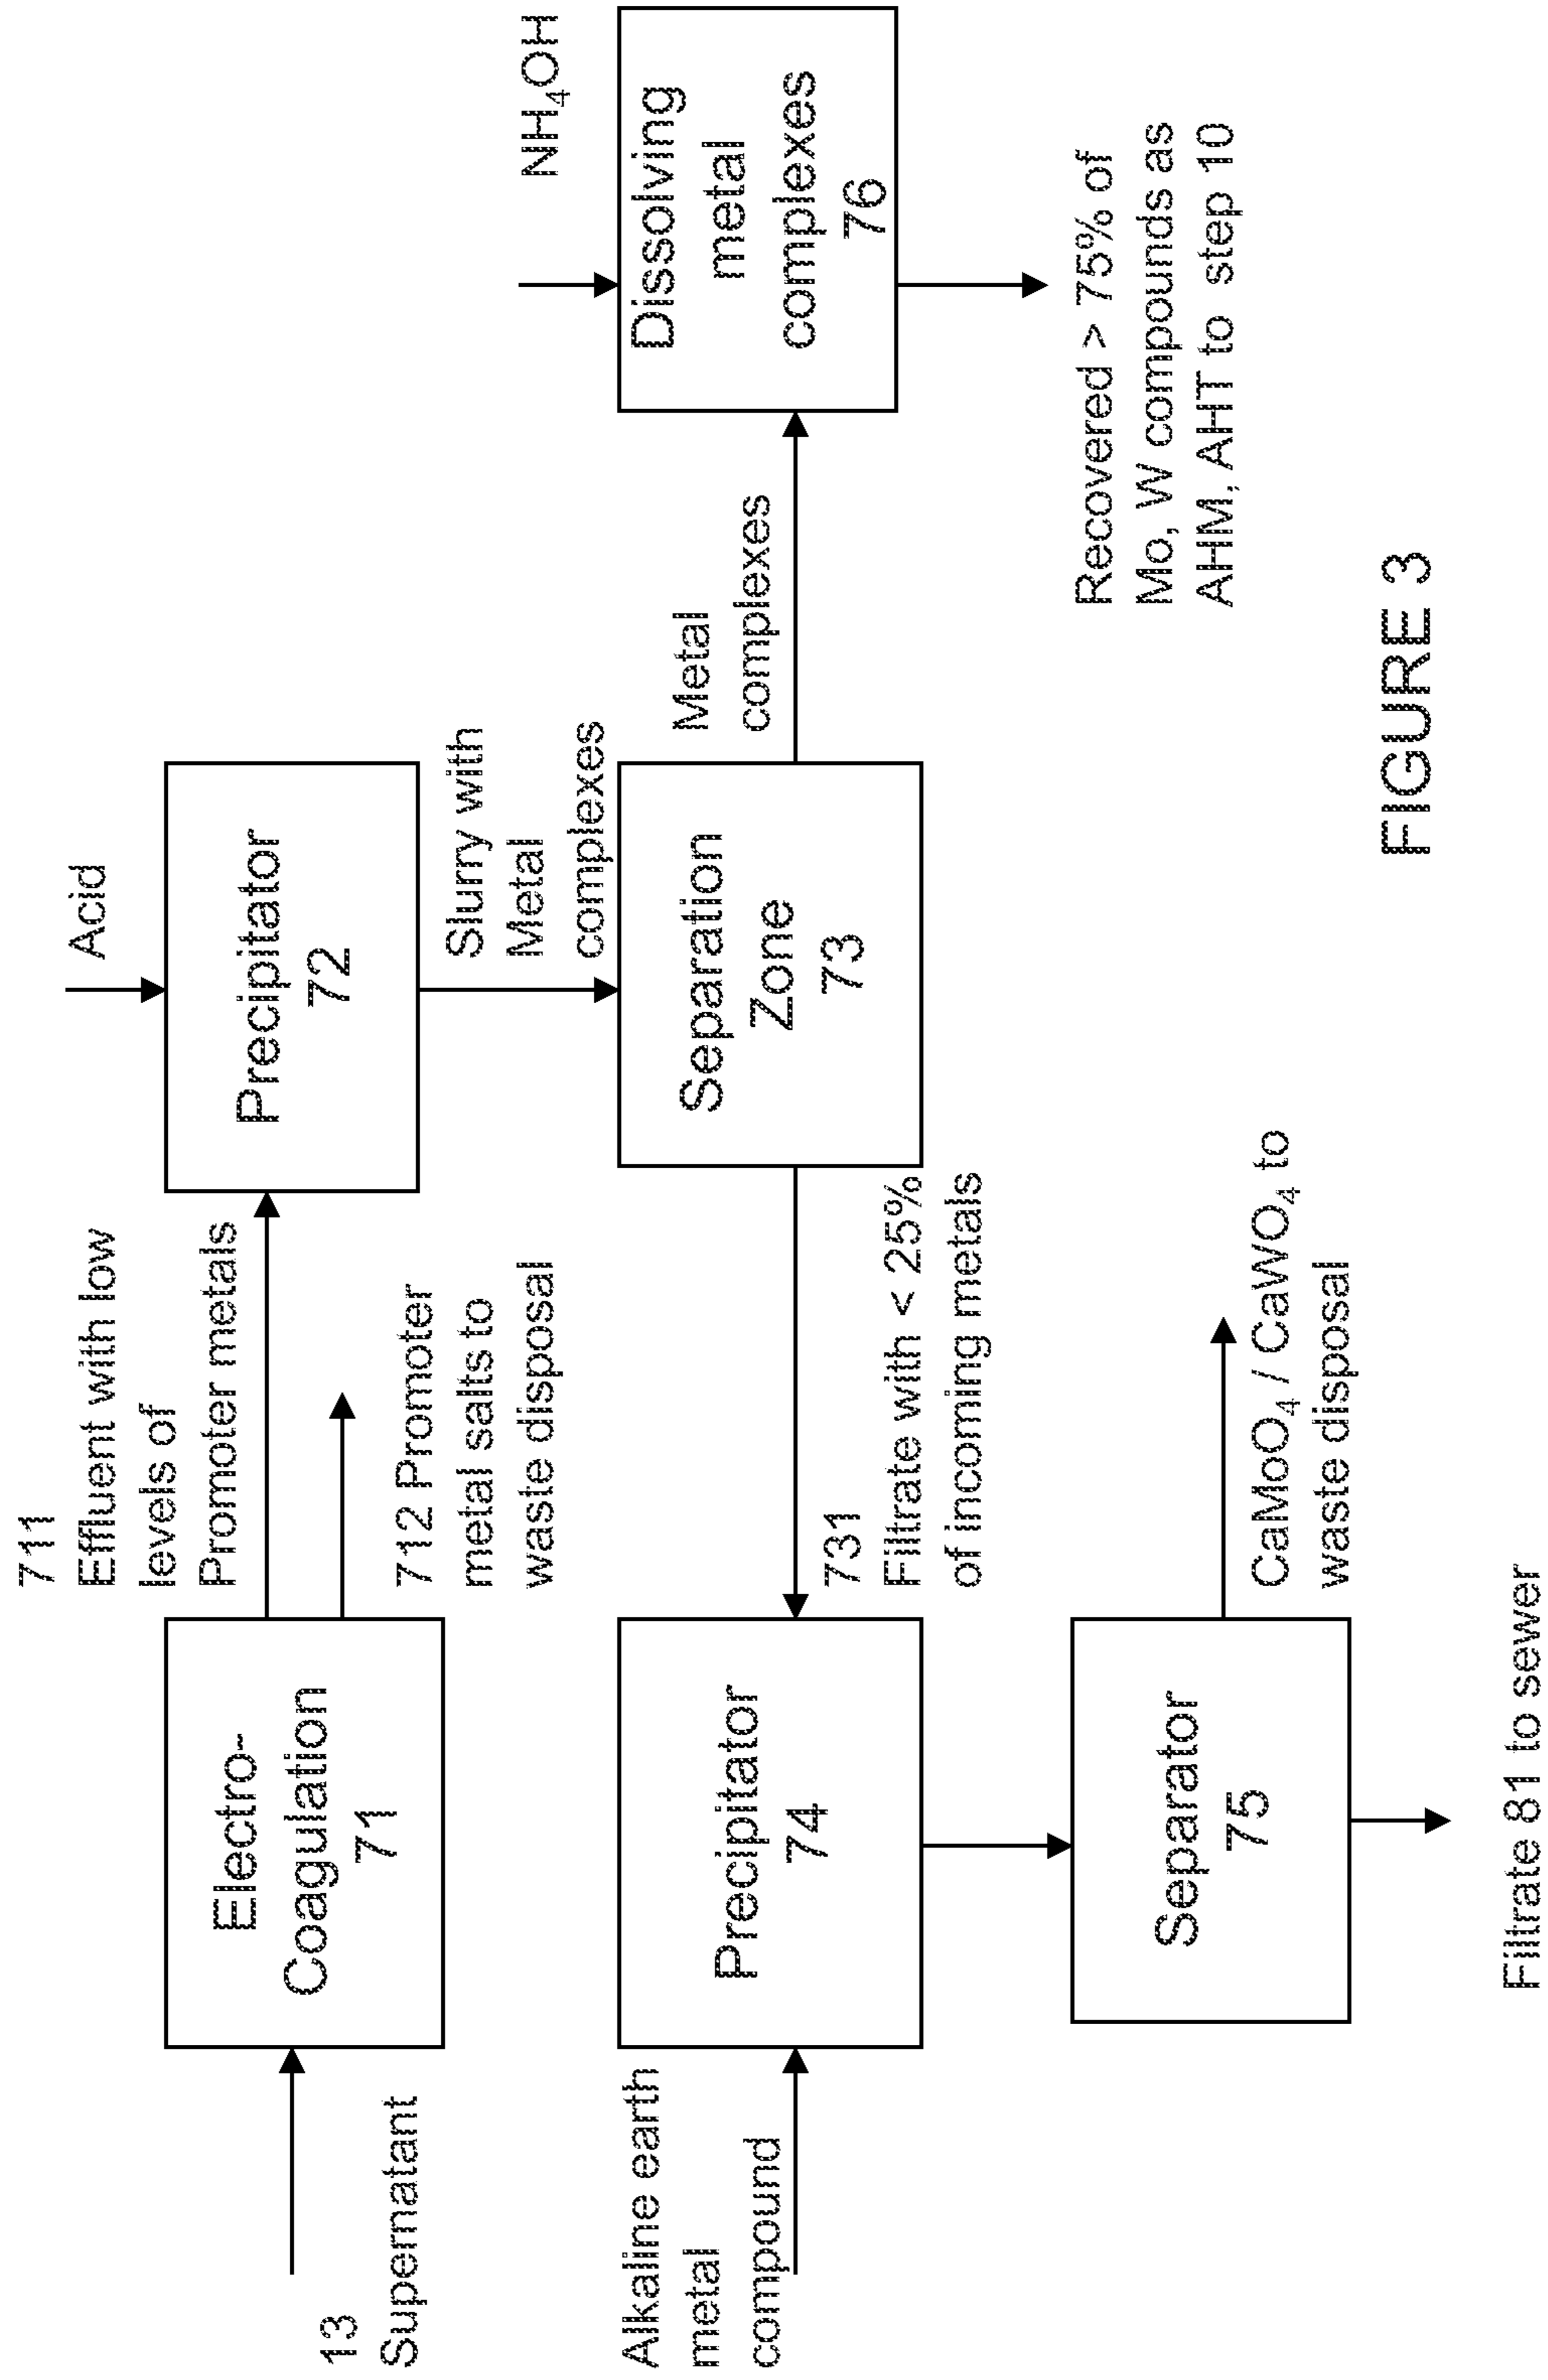 711
Effluent with low
levels of
Promoter metals
Acid
13
Supernatant
Electro-
Coagulation
71
712 Promoter
metal salts to
waste disposal
Precipitator
72
Slurry with
Metal
complexes
NH₄OH
Alkaline earth
metal
compound
Precipitator
74
731
Filtrate with < 25%
of incoming metals
Separation
Zone
73
Metal
complexes
Dissolving
metal
complexes
76
Recovered > 75% of
Mo, W compounds as
AHM, AHT to step 10
Separator
75
CaMoO₄ / CaWO₄ to
waste disposal
Filtrate 81 to sewer
FIGURE 3